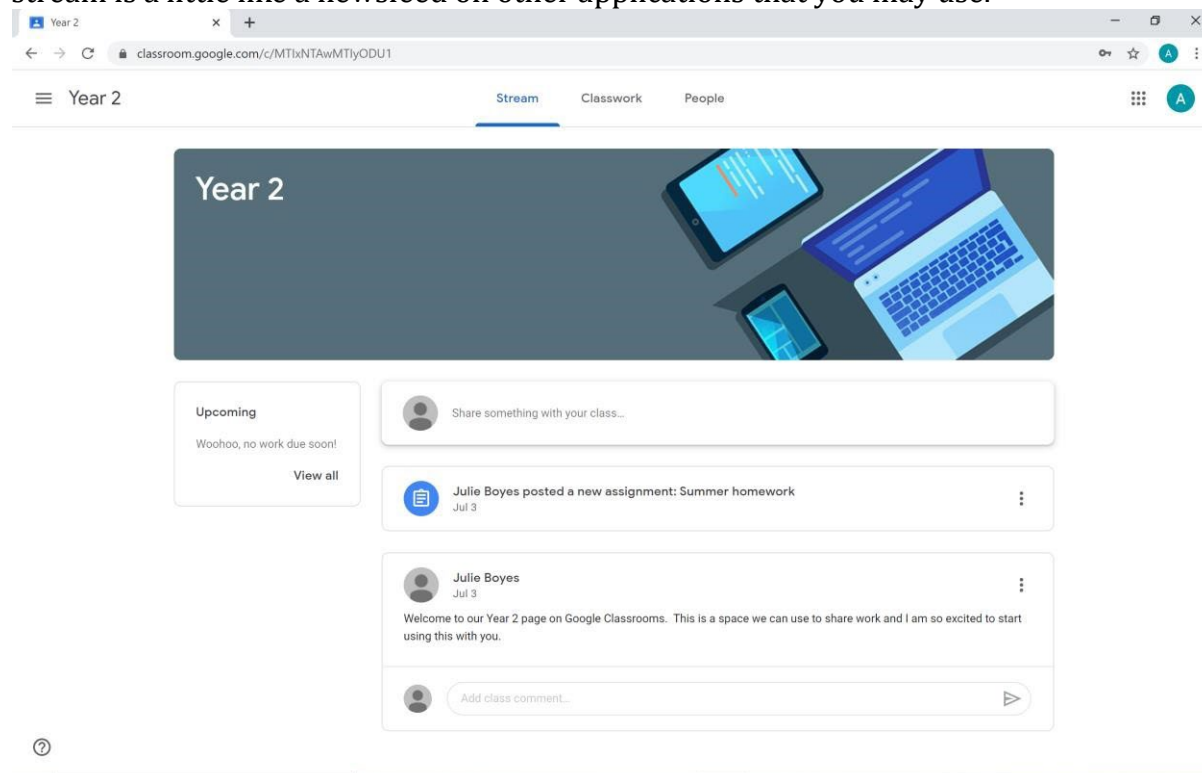 stream is a little like a newsfeed on other applications that you may use.
Year 2
classroom.google.com/c/MTIxNTAwMTIyODU1
A
Year 2
Stream
Classwork
People
A
Year 2
Upcoming
Woohoo, no work due soon!
View all
Share something with your class...
Julie Boyes posted a new assignment: Summer homework
Jul 3
Julie Boyes
Jul 3
Welcome to our Year 2 page on Google Classrooms. This is a space we can use to share work and I am so excited to start
using this with you.
Add class comment...